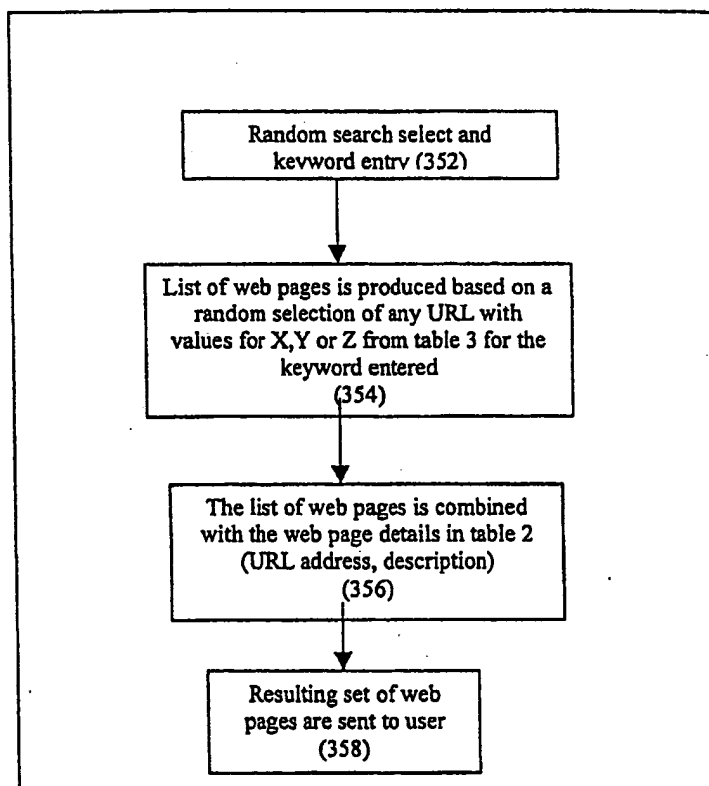 Random search select and
keyword entry (352)
List of web pages is produced based on a
random selection of any URL with
values for X,Y or Z from table 3 for the
keyword entered
(354)
The list of web pages is combined
with the web page details in table 2
(URL address, description)
(356)
Resulting set of web
pages are sent to user
(358)